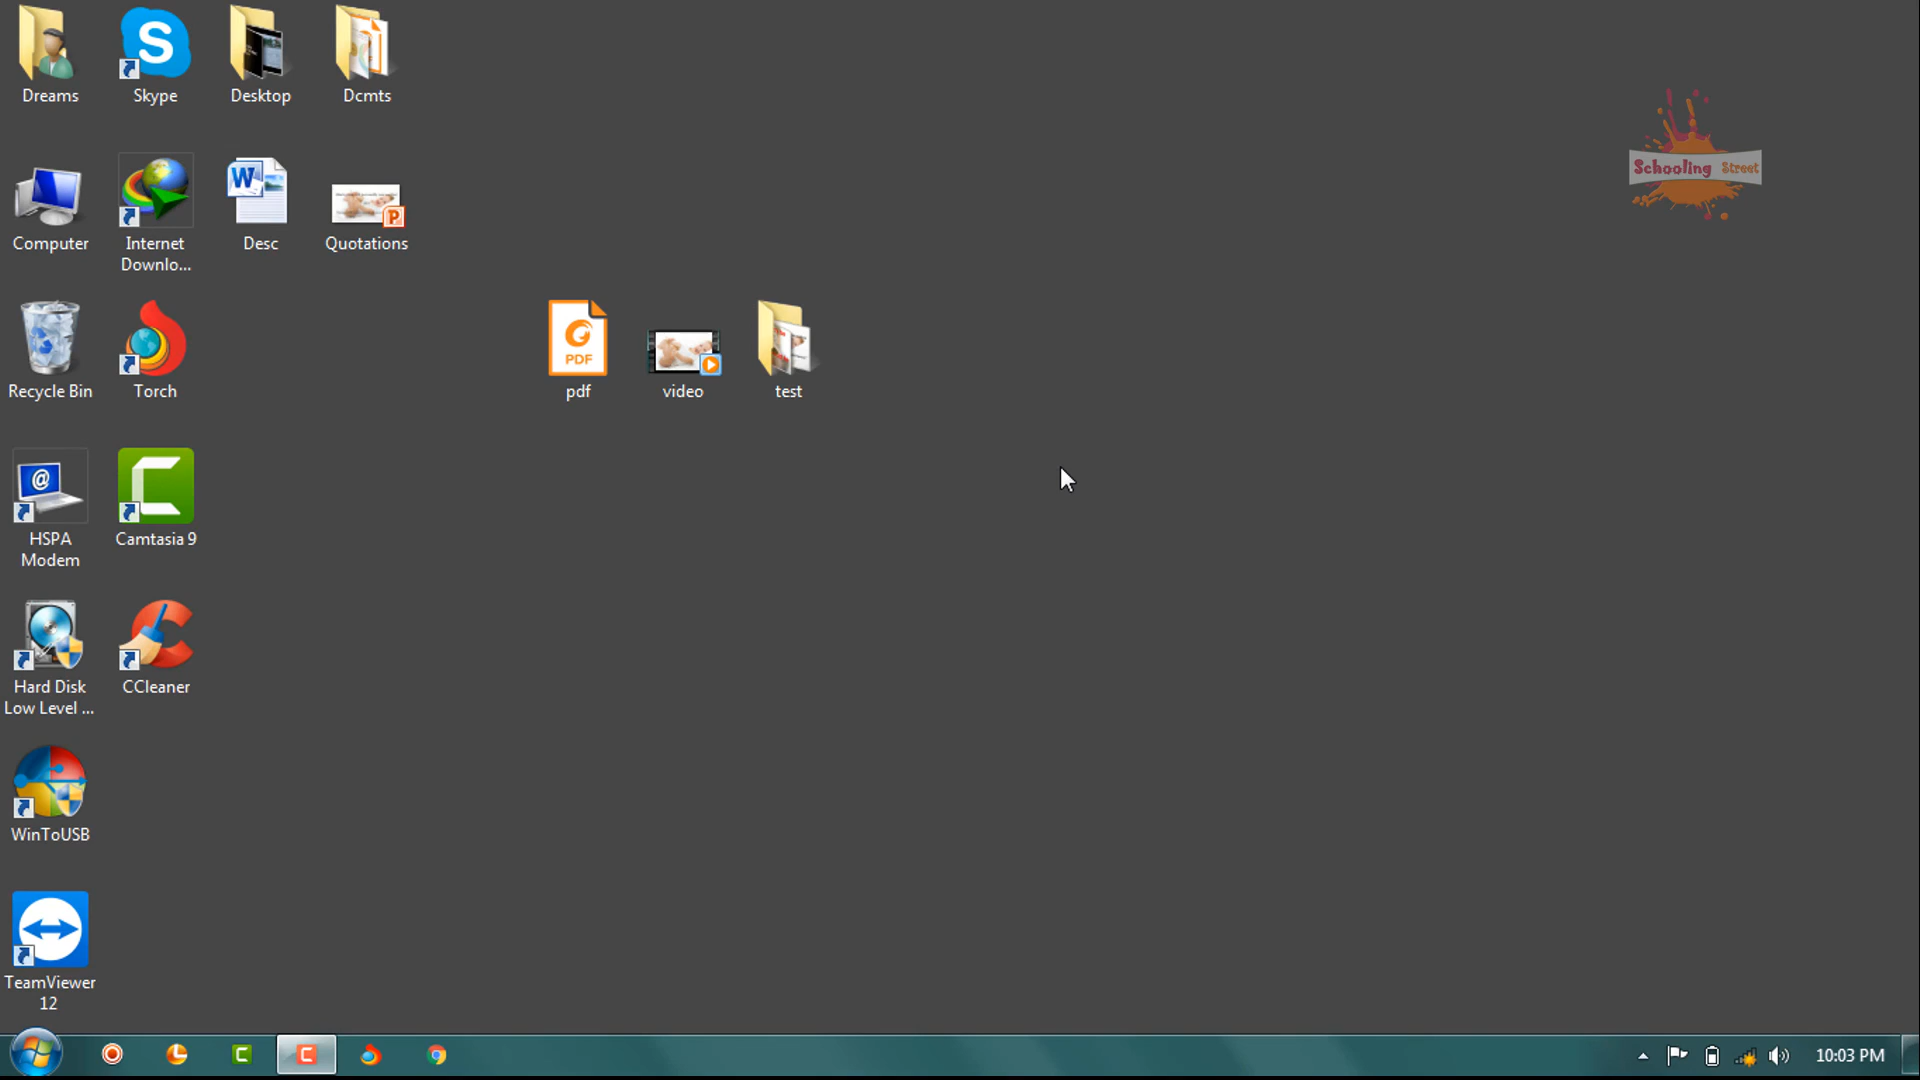 Dreams
Skype
Desktop
Dcmts
Schooling Street
W
P
Computer
Internet
Downlo...
Desc
Quotations
PDF
Recycle Bin
Torch
pdf
video
test
@
HSPA
Modem
Camtasia 9
Hard Disk
Low Level ...
CCleaner
WinToUSB
TeamViewer
12
10:03 PM